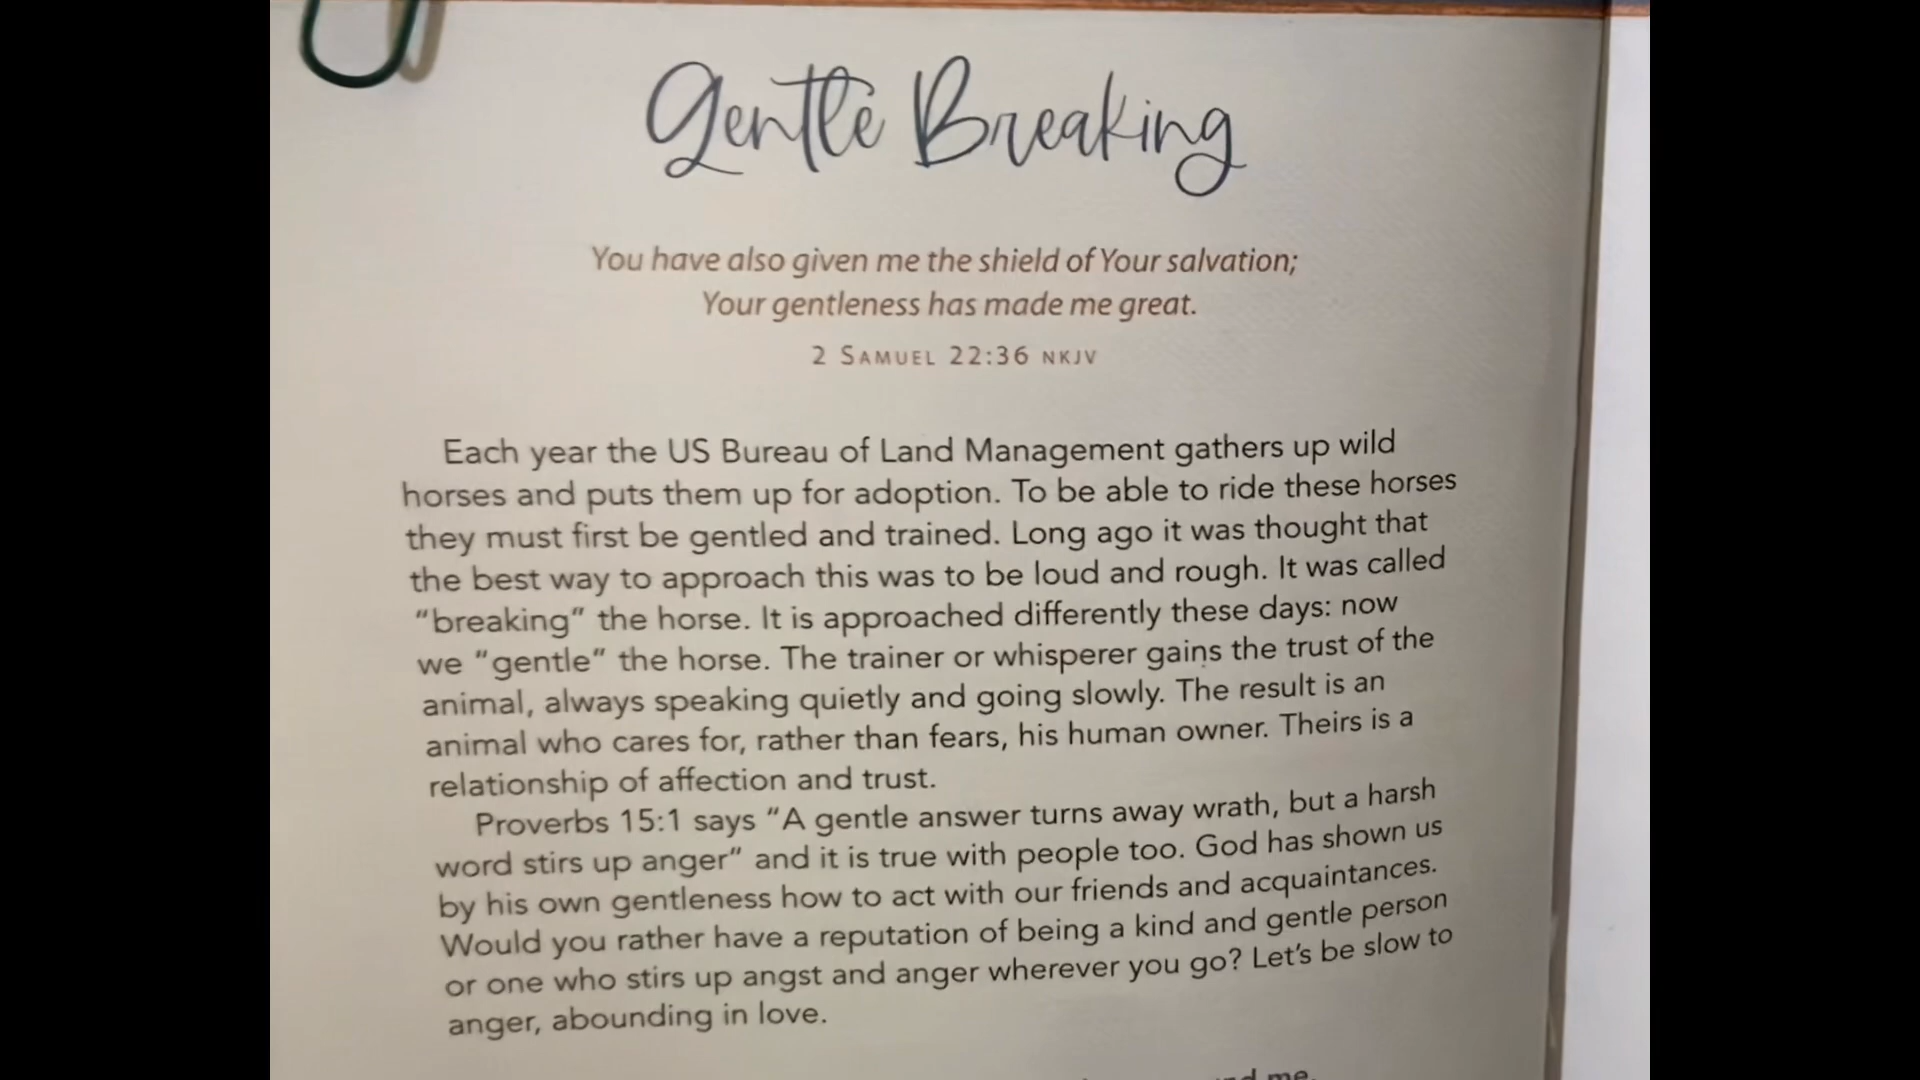 Gentle Breaking
You have also given me the shield of Your salvation;
Your gentleness has made me great.
2 SAMUEL 22:36 NKJV
Each year the US Bureau of Land Management gathers up wild
horses and puts them up for adoption. To be able to ride these horses
they must first be gentled and trained. Long ago it was thought that
the best way to approach this was to be loud and rough. It was called
“breaking” the horse. It is approached differently these days: now
we “gentle” the horse. The trainer or whisperer gains the trust of the
animal, always speaking quietly and going slowly. The result is an
animal who cares for, rather than fears, his human owner. Theirs is a
relationship of affection and trust.
Proverbs 15:1 says “A gentle answer turns away wrath, but a harsh
word stirs up anger” and it is true with people too. God has shown us
by his own gentleness how to act with our friends and acquaintances.
Would you rather have a reputation of being a kind and gentle person
or one who stirs up angst and anger wherever you go? Let’s be slow to
anger, abounding in love.
me.